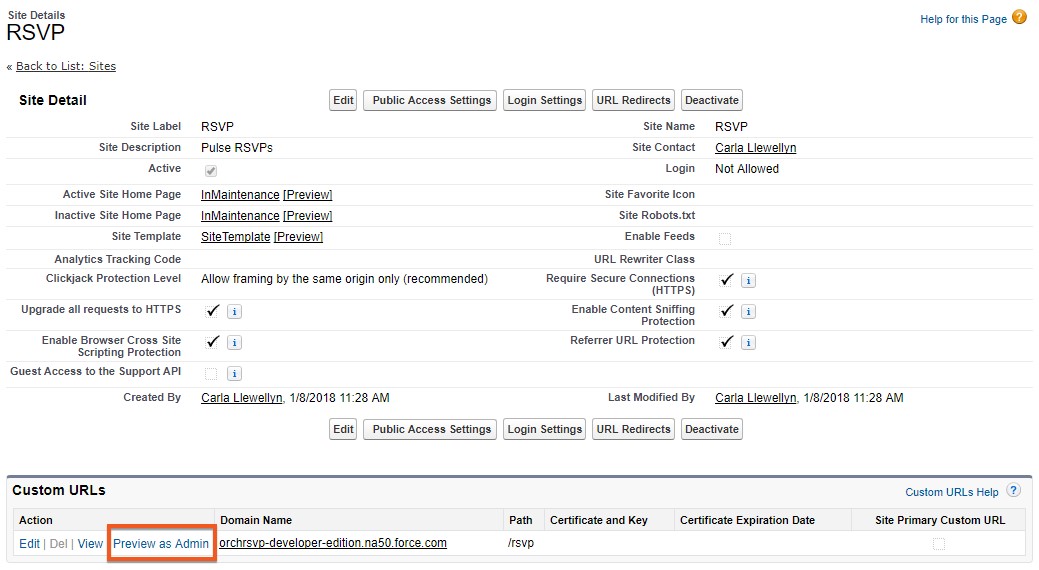 Site Details
RSVP
Help for this Page ?
« Back to List: Sites
Site Detail Edit Public Access Settings Login Settings URL Redirects Deactivate
Site Label RSVP Site Name RSVP
Site Description Pulse RSVPs Site Contact Carla Llewellyn
Active Login Not Allowed
Active Site Home Page InMaintenance [Preview] Site Favorite Icon
Inactive Site Home Page InMaintenance [Preview] Site Robots.txt
Site Template SiteTemplate [Preview] Enable Feeds
Analytics Tracking Code URL Rewriter Class
Clickjack Protection Level Allow framing by the same origin only (recommended) Require Secure Connections
(HTTPS) i
Upgrade all requests to HTTPS i Enable Content Sniffing
Protection i
Enable Browser Cross Site
Scripting Protection i Referrer URL Protection i
Guest Access to the Support API i
Created By Carla Llewellyn, 1/8/2018 11:28 AM Last Modified By Carla Llewellyn, 1/8/2018 11:28 AM
Edit Public Access Settings Login Settings URL Redirects Deactivate
Custom URLs Custom URLs Help ?
Action Domain Name Path Certificate and Key Certificate Expiration Date Site Primary Custom URL
Edit | Del | View Preview as Admin orchrsvp-developer-edition.na50.force.com /rsvp